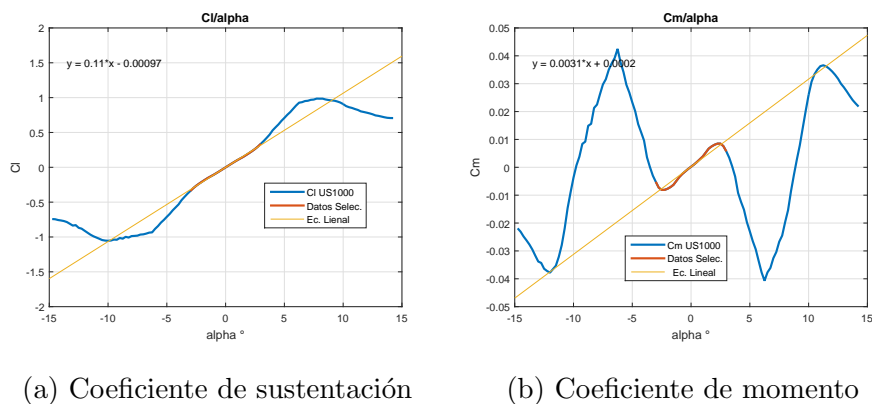 Cl/alpha
2
1.5
1
0.5
0
-0.5
-1
-1.5
-2
Cl
y = 0.11*x - 0.00097
Cl US1000
Datos Selec.
Ec. Lienal
-15 -10 -5 0 5 10 15
alpha °
(a) Coeficiente de sustentación
Cm/alpha
0.05
0.04
0.03
0.02
0.01
0
-0.01
-0.02
-0.03
-0.04
-0.05
Cm
y = 0.0031*x + 0.0002
Cm US1000
Datos Selec.
Ec. Lineal
-15 -10 -5 0 5 10 15
alpha °
(b) Coeficiente de momento